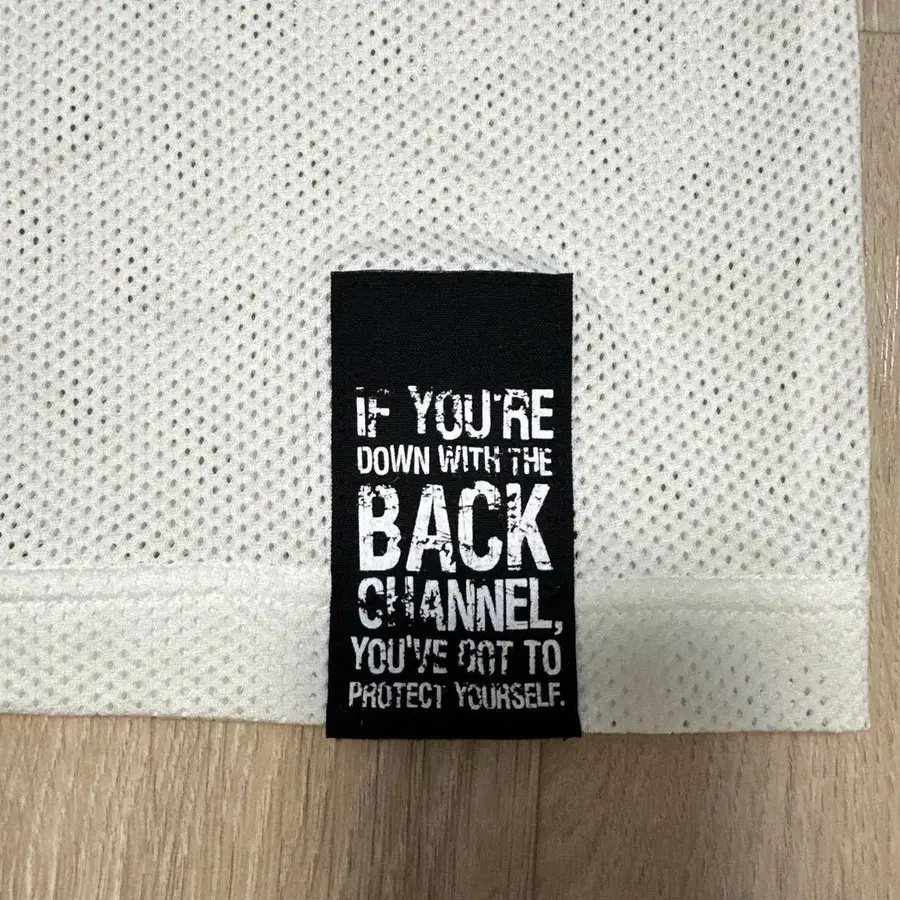 IF YOU'RE
DOWN WITH THE
BACK
CHANNEL,
YOU'VE GOT TO
PROTECT YOURSELF.